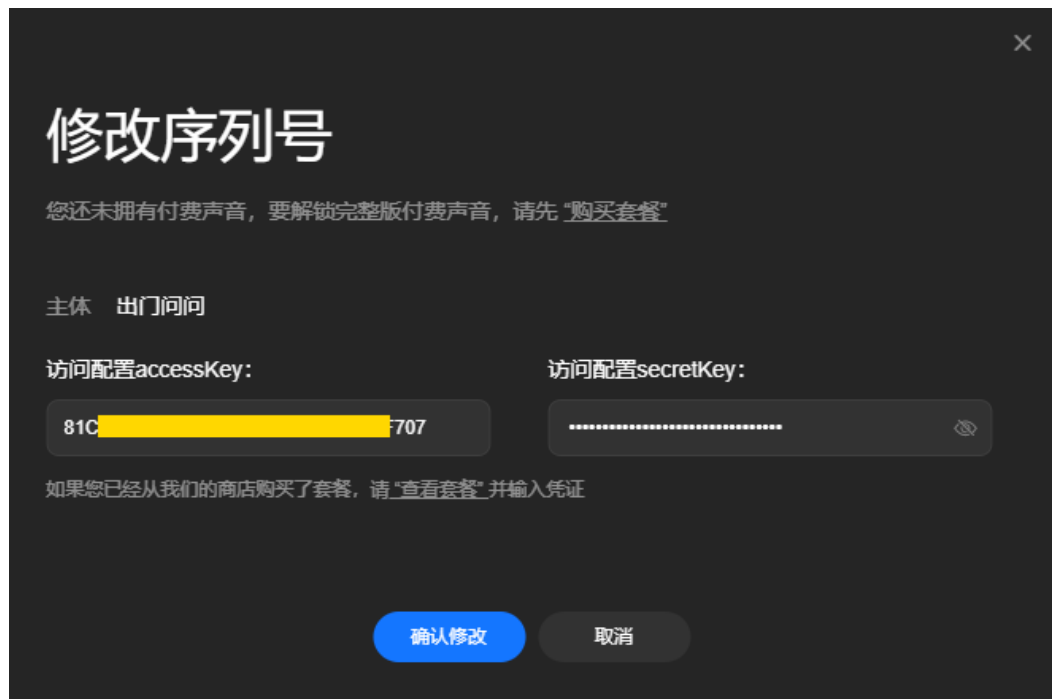 修改序列号
您还未拥有付费声音，要解锁完整版付费声音，请先 “购买套餐”
主体 出门问问
访问配置accessKey： 访问配置secretKey：
81C F707 ••••••••••••••••••••••••••••••••
如果您已经从我们的商店购买了套餐，请 “查看套餐” 并输入凭证
确认修改 取消